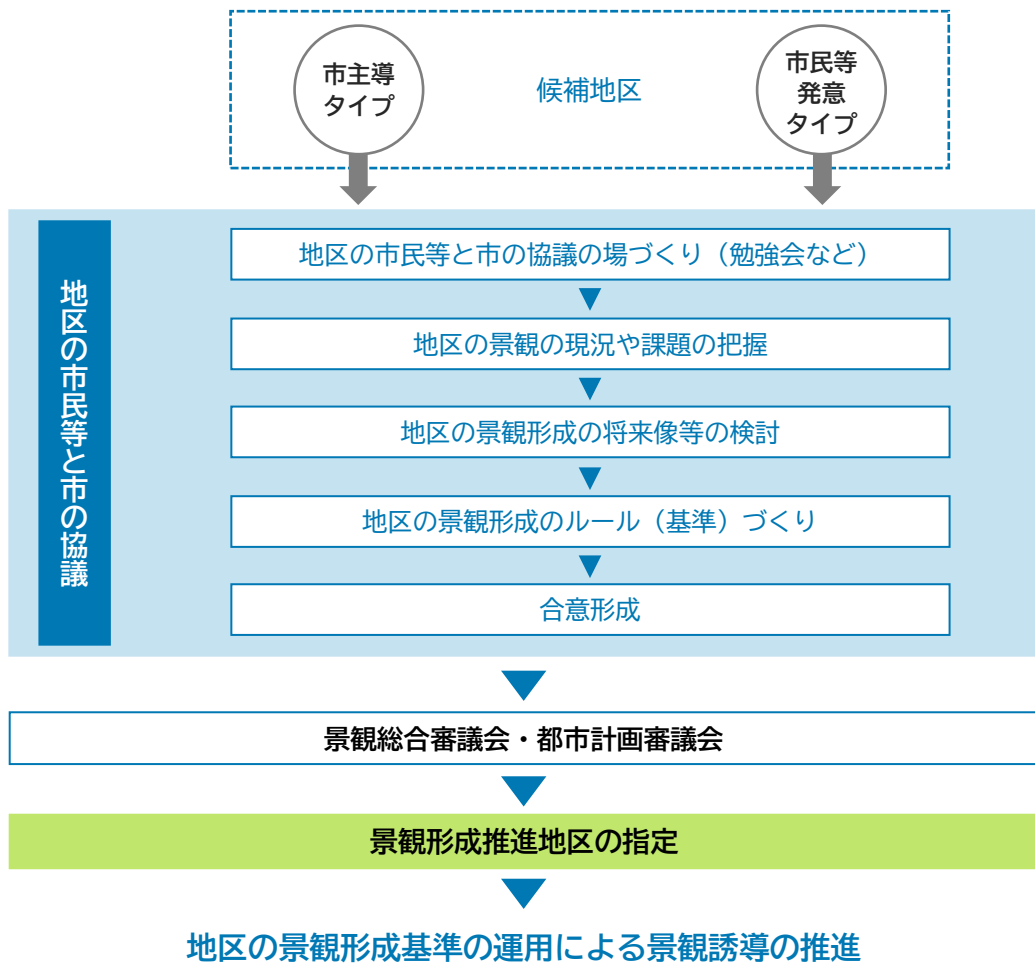 市主導
タイプ
候補地区
市民等
発意
タイプ
地区の市民等と市の協議
地区の市民等と市の協議の場づくり（勉強会など）
地区の景観の現況や課題の把握
地区の景観形成の将来像等の検討
地区の景観形成のルール（基準）づくり
合意形成
景観総合審議会・都市計画審議会
景観形成推進地区の指定
地区の景観形成基準の運用による景観誘導の推進